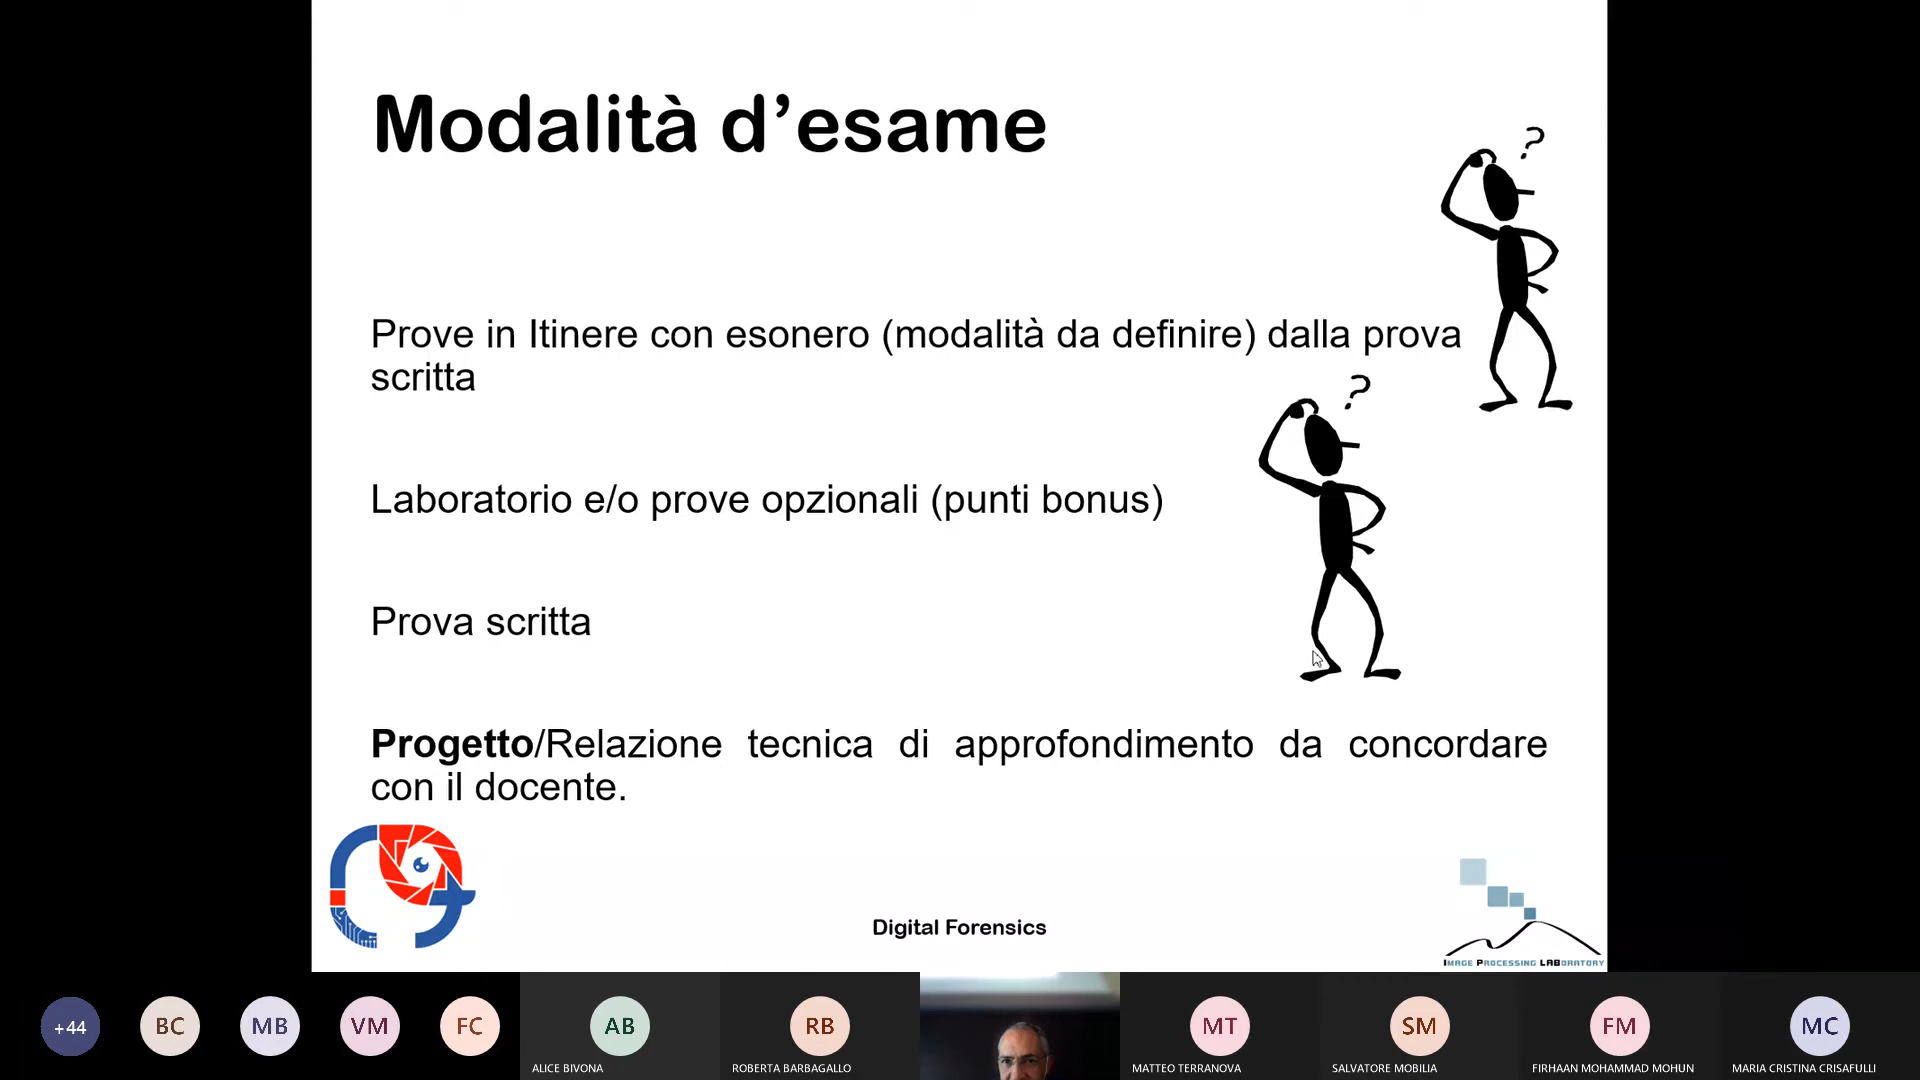 Modalità d’esame
?
Prove in Itinere con esonero (modalità da definire) dalla prova
scritta
?
Laboratorio e/o prove opzionali (punti bonus)
Prova scritta
Progetto/Relazione tecnica di approfondimento da concordare
con il docente.
Digital Forensics
IMAGE PROCESSING LABORATORY
+44
BC
MB
VM
FC
AB
RB
MT
SM
FM
MC
ALICE BIVONA
ROBERTA BARBAGALLO
MATTEO TERRANOVA
SALVATORE MOBILIA
FIRHAAN MOHAMMAD MOHUN
MARIA CRISTINA CRISAFULLI